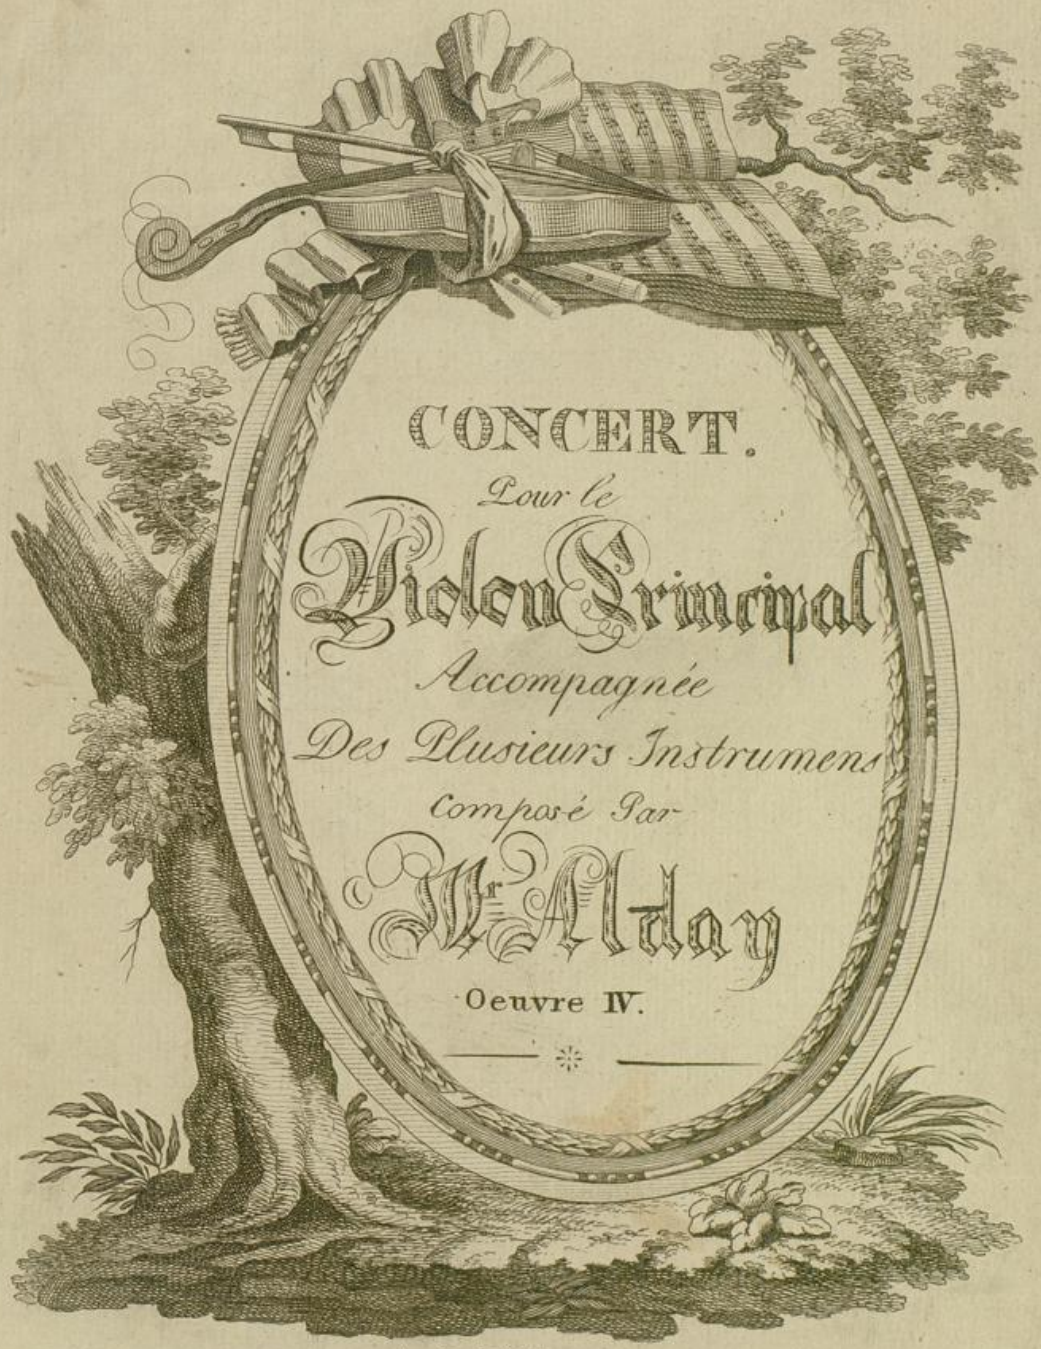 CONCERT.
Pour le
Violon Principal
Accompagnée
Des Plusieurs Instrumens
Composé Par
Mr Alday
Oeuvre IV.